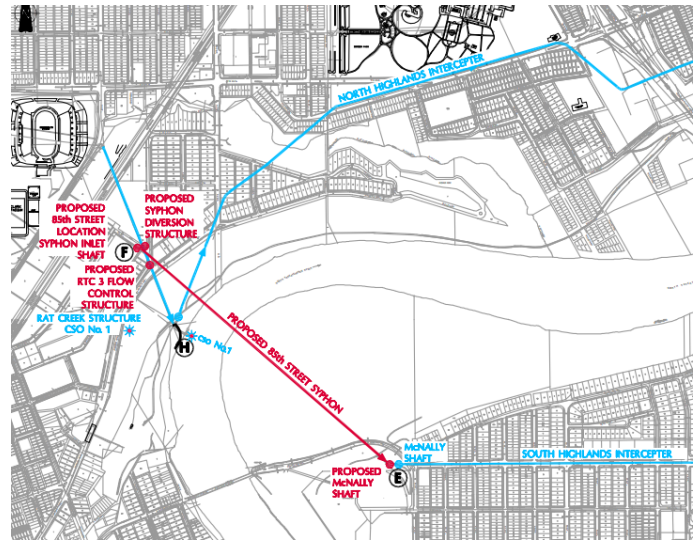 NORTH HIGHLANDS INTERCEPTER
PROPOSED
85th STREET
LOCATION
SYPHON INLET
SHAFT
PROPOSED
SYPHON
DIVERSION
STRUCTURE
F
PROPOSED
RTC 3 FLOW
CONTROL
STRUCTURE
RAT CREEK STRUCTURE
CSO No. 1
H
CSO No.1
PROPOSED 85th STREET SYPHON
McNALLY
SHAFT
SOUTH HIGHLANDS INTERCEPTER
PROPOSED
McNALLY
SHAFT
E